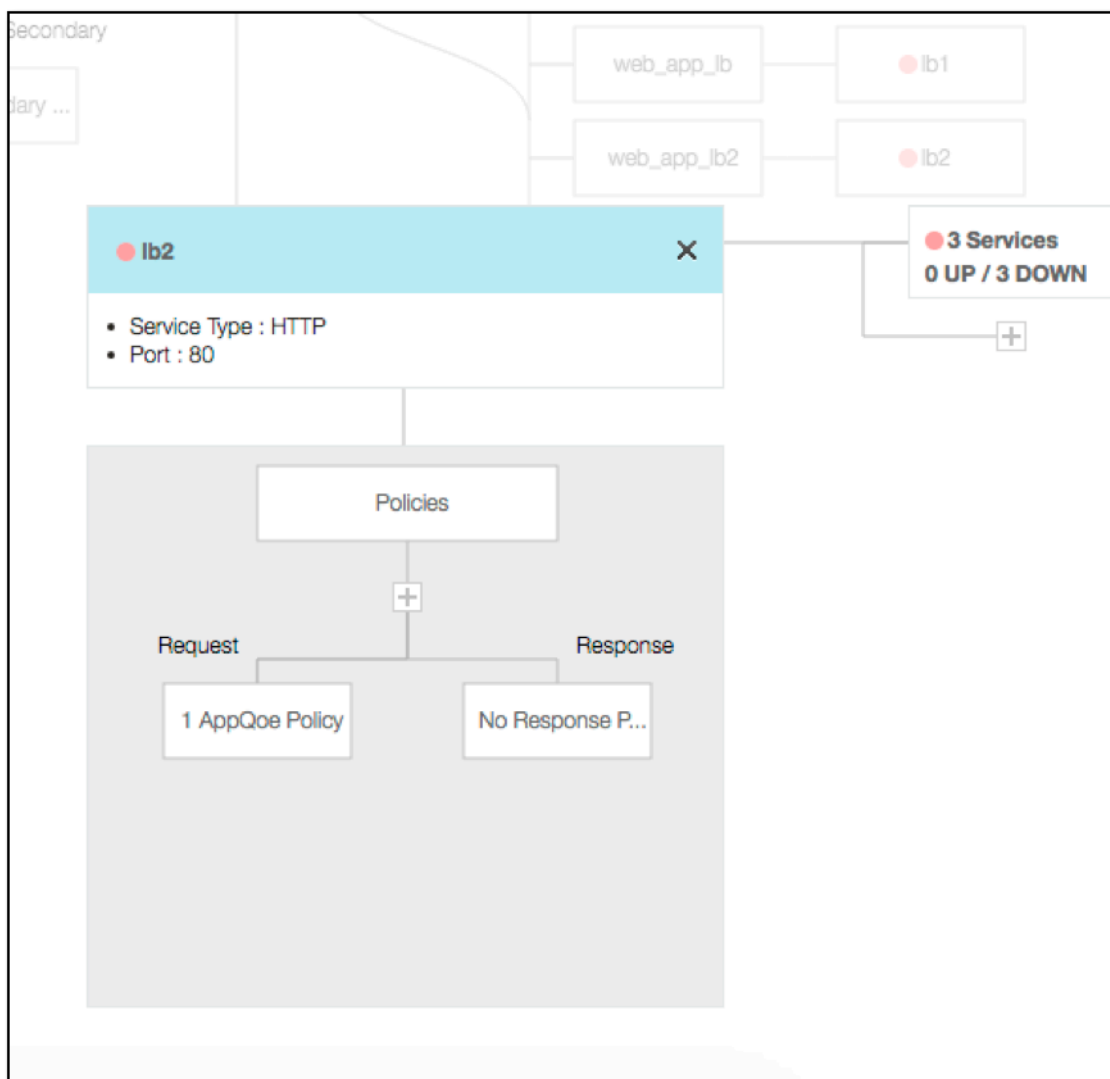 Secondary
dary ...
web_app_lb
lb1
web_app_lb2
lb2
lb2
3 Services
0 UP / 3 DOWN
• Service Type : HTTP
• Port : 80
Policies
Request
Response
1 AppQoe Policy
No Response P...